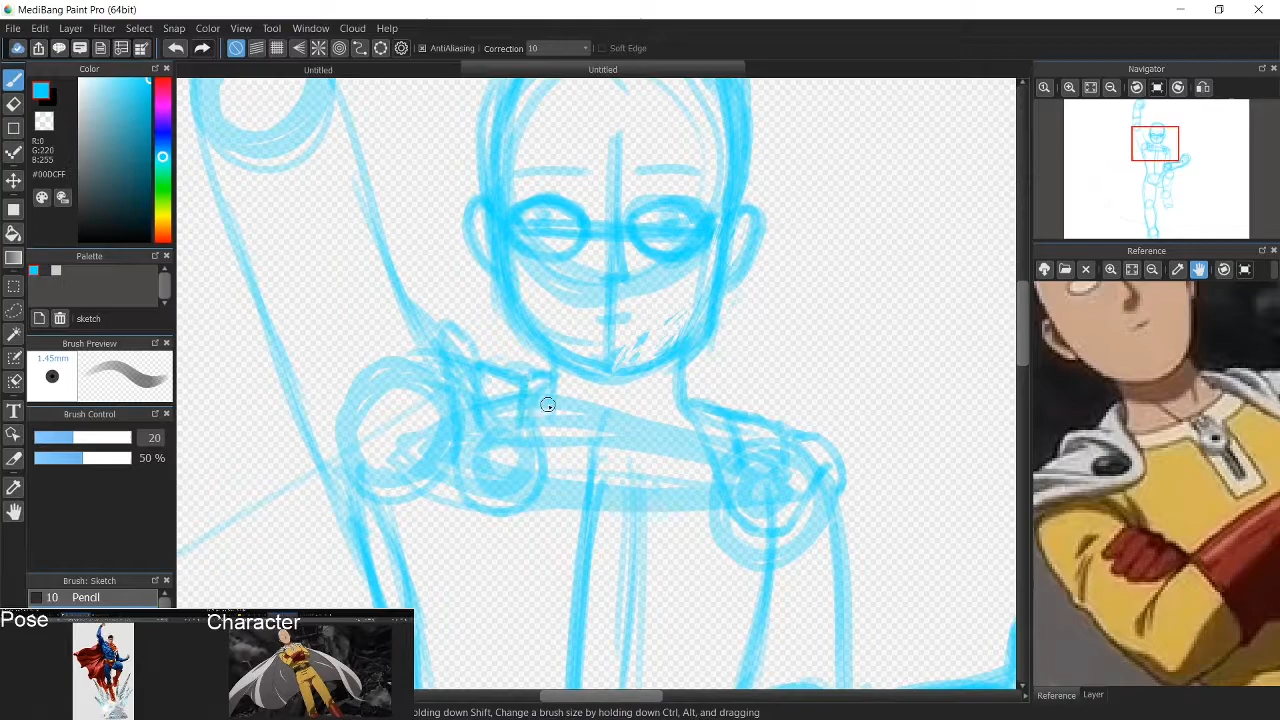 MediBang Paint Pro (64bit)
File Edit Layer Filter Select Snap Color View Tool Window Cloud Help
AntiAliasing Correction 10 Soft Edge
Color
Untitled
Untitled
Navigator
R:0
G:220
B:255
#00DCFF
Palette
sketch
Reference
Brush Preview
1.45mm
Brush Control
20
50 %
Brush: Sketch
10 Pencil
Pose
Character
Reference Layer
olding down Shift, Change a brush size by holding down Ctrl, Alt, and dragging